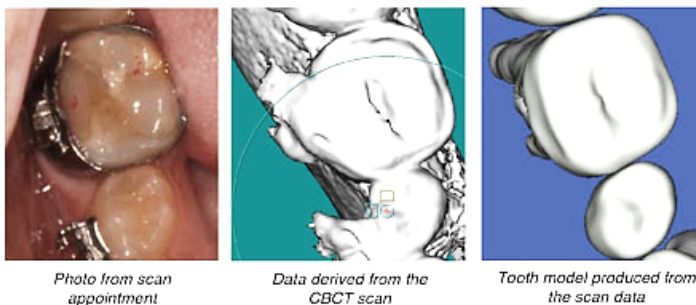 Photo from scan
appointment
Data derived from the
CBCT scan
Tooth model produced from
the scan data